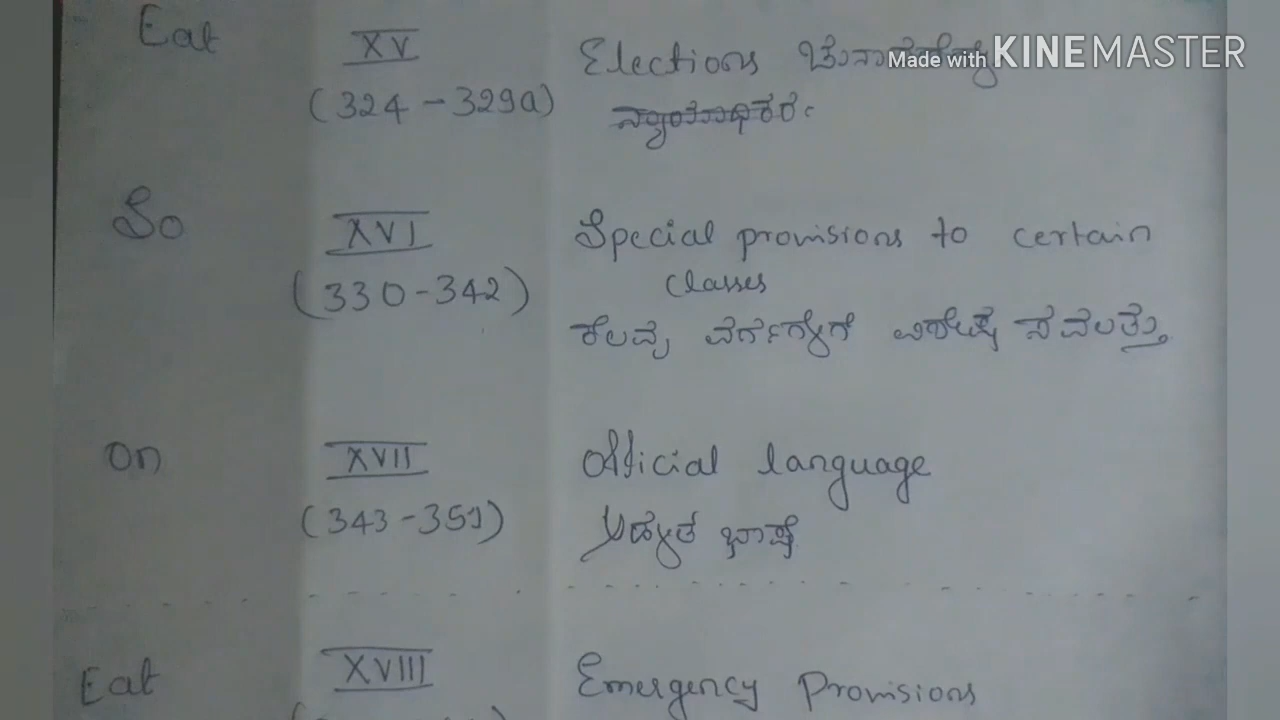 Eat XV Elections Made with KINEMASTER
(324 - 329a)
So XVI Special provisions to certain
(330 - 342) classes
ಕೆಲವು ವರ್ಗಗಳಿಗೆ ವಿಶೇಷ ಸವಲತ್ತು
On XVII Official language
(343 - 351) ಭಾಷೆ
Eat XVIII Emergency Provisions